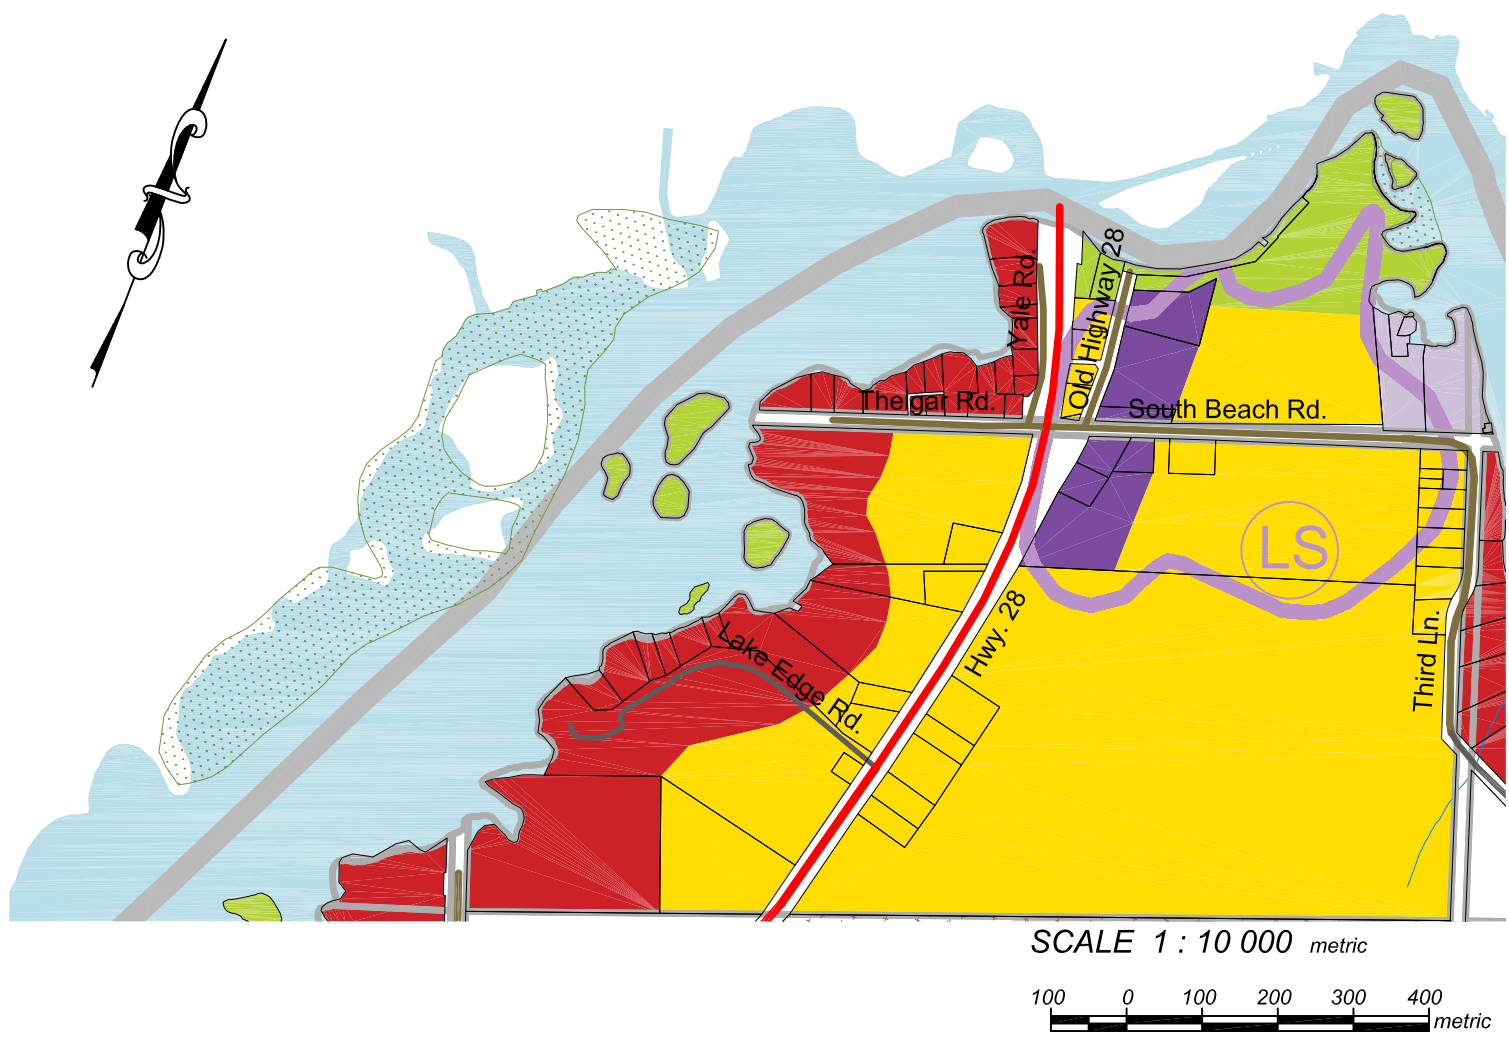 Yale Rd.
Old Highway 28
Thelgar Rd.
South Beach Rd.
LS
Hwy. 28
Lake Edge Rd.
Third Ln.
SCALE 1 : 10 000 metric
100 0 100 200 300 400
metric